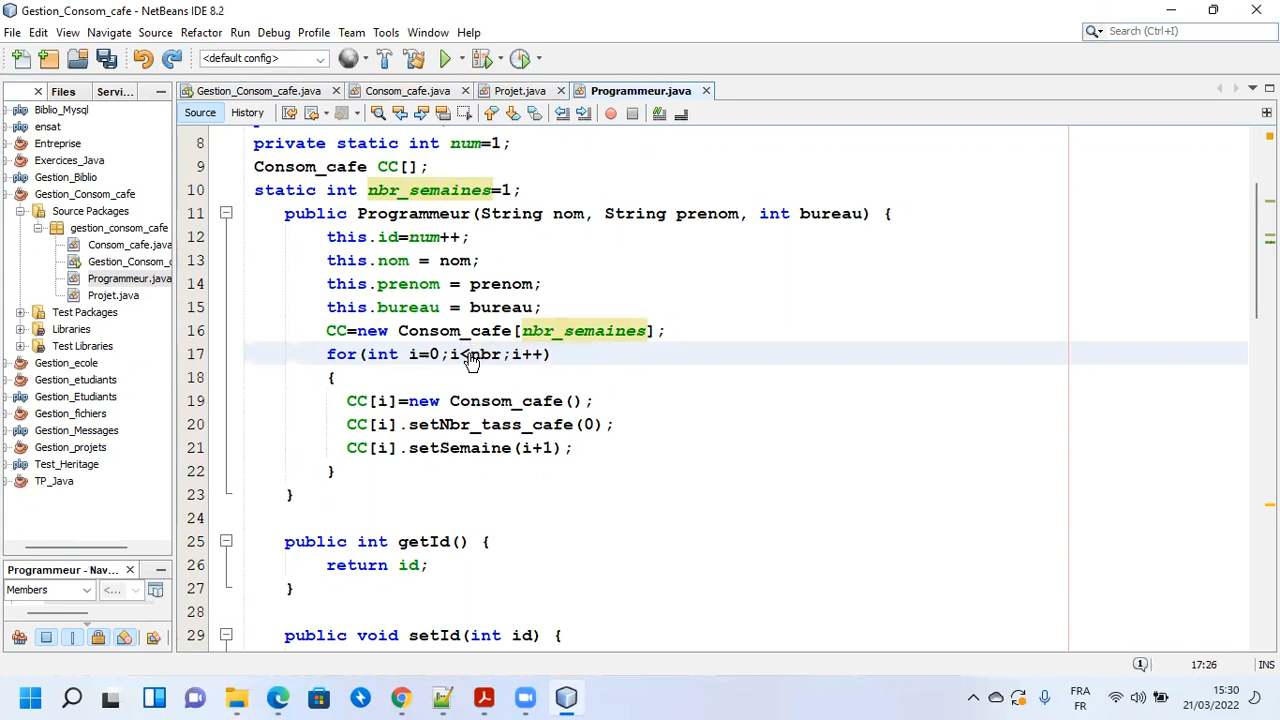 Gestion_Consom_cafe - NetBeans IDE 8.2
File Edit View Navigate Source Refactor Run Debug Profile Team Tools Window Help
Search (Ctrl+I)
<default config>
Files Servi...
Gestion_Consom_cafe.java Consom_cafe.java Projet.java Programmeur.java
Source History
Biblio_Mysql
ensat
Entreprise
Exercices_Java
Gestion_Biblio
Gestion_Consom_cafe
Source Packages
gestion_consom_cafe
Consom_cafe.java
Gestion_Consom_c
Programmeur.java
Projet.java
Test Packages
Libraries
Test Libraries
Gestion_ecole
Gestion_etudiants
Gestion_Etudiants
Gestion_fichiers
Gestion_Messages
Gestion_projets
Test_Heritage
TP_Java
Programmeur - Nav...
Members
<...
8 private static int num=1;
9 Consom_cafe CC[];
10 static int nbr_semaines=1;
11 public Programmeur(String nom, String prenom, int bureau) {
12 this.id=num++;
13 this.nom = nom;
14 this.prenom = prenom;
15 this.bureau = bureau;
16 CC=new Consom_cafe[nbr_semaines];
17 for(int i=0;i<nbr;i++)
18 {
19 CC[i]=new Consom_cafe();
20 CC[i].setNbr_tass_cafe(0);
21 CC[i].setSemaine(i+1);
22 }
23 }
24
25 public int getId() {
26 return id;
27 }
28
29 public void setId(int id) {
1 17:26 INS
FRA
FR
15:30
21/03/2022